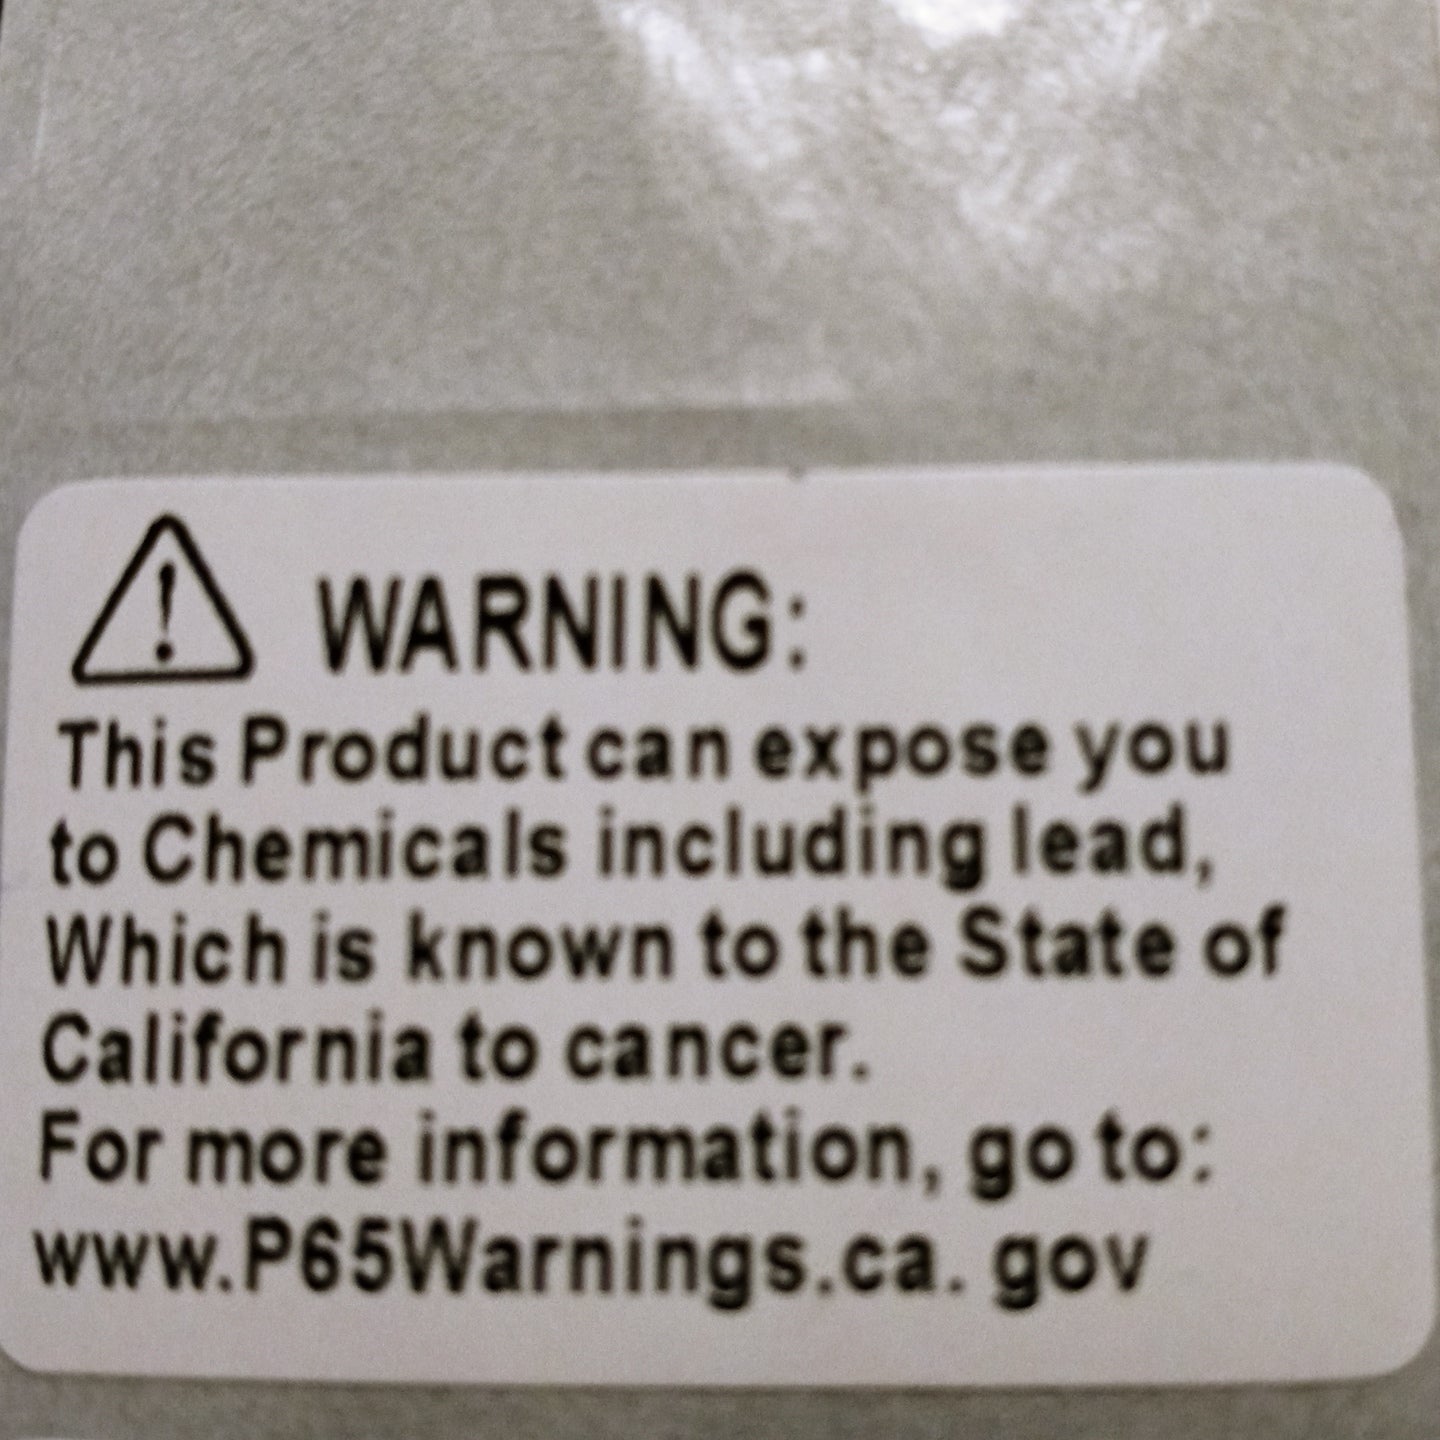 WARNING:
This Product can expose you
to Chemicals including lead,
Which is known to the State of
California to cancer.
For more information, go to:
www.P65Warnings.ca. gov